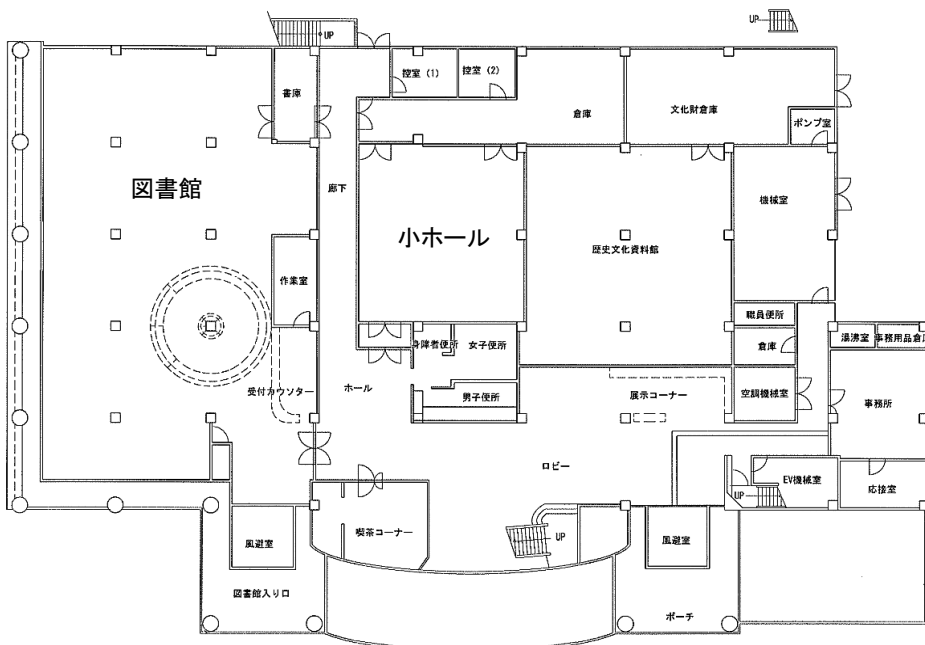 UP
UP
控室（1）
控室（2）
書庫
倉庫
文化財倉庫
ポンプ室
図書館
廊下
小ホール
歴史文化資料館
機械室
作業室
職員便所
身障者便所
女子便所
倉庫
湯沸室
事務用品倉庫
受付カウンター
ホール
男子便所
展示コーナー
空調機械室
事務所
ロビー
EV機械室
応接室
UP
喫茶コーナー
UP
風避室
風避室
図書館入り口
ポーチ